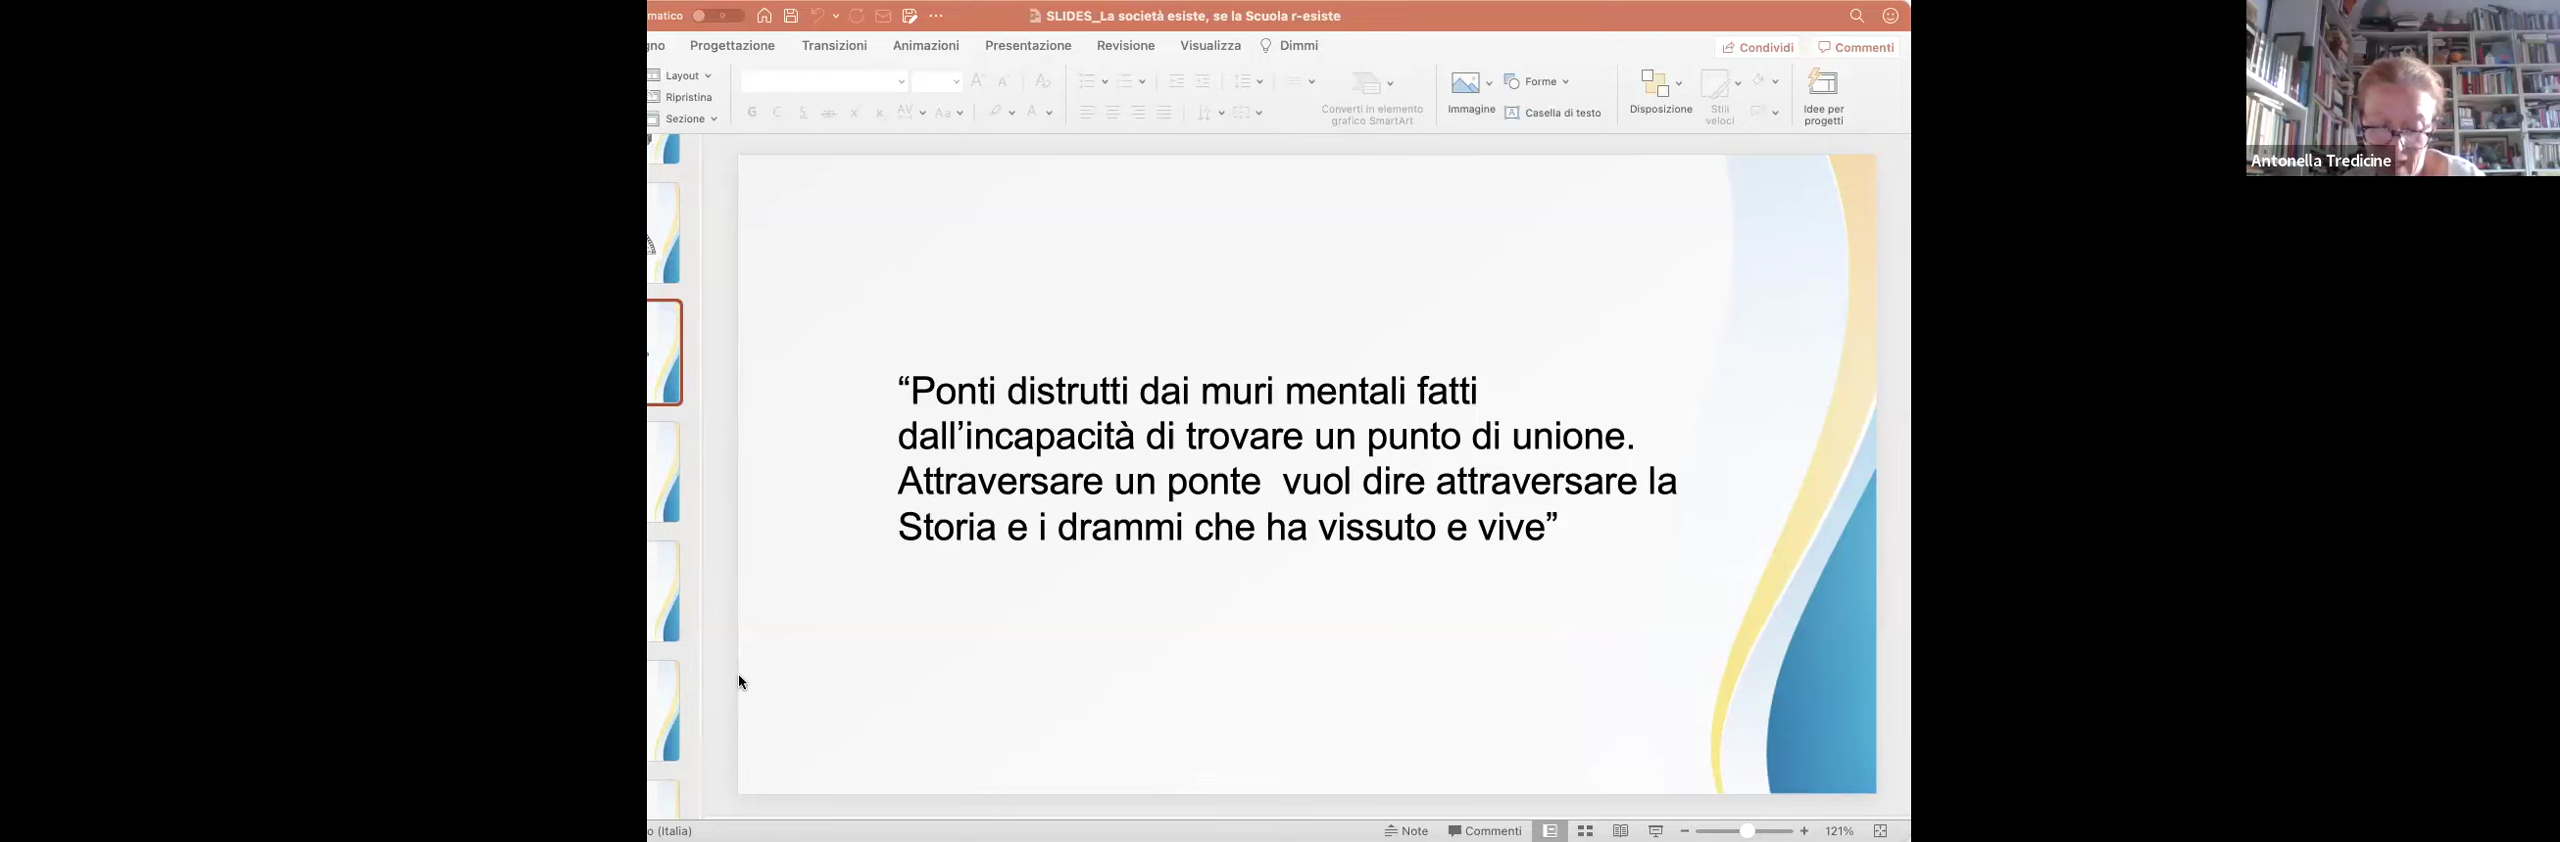 matico
SLIDES_La società esiste, se la Scuola r-esiste
gno Progettazione Transizioni Animazioni Presentazione Revisione Visualizza Dimmi
Condividi Commenti
Layout
Ripristina
Sezione
G C S ab x x AV Aa A
Converti in elemento
grafico SmartArt
Immagine
Forme
Casella di testo
Disposizione
Stili
veloci
Idee per
progetti
Antonella Tredicine
“Ponti distrutti dai muri mentali fatti
dall’incapacità di trovare un punto di unione.
Attraversare un ponte  vuol dire attraversare la
Storia e i drammi che ha vissuto e vive”
o (Italia)
Note Commenti 121%